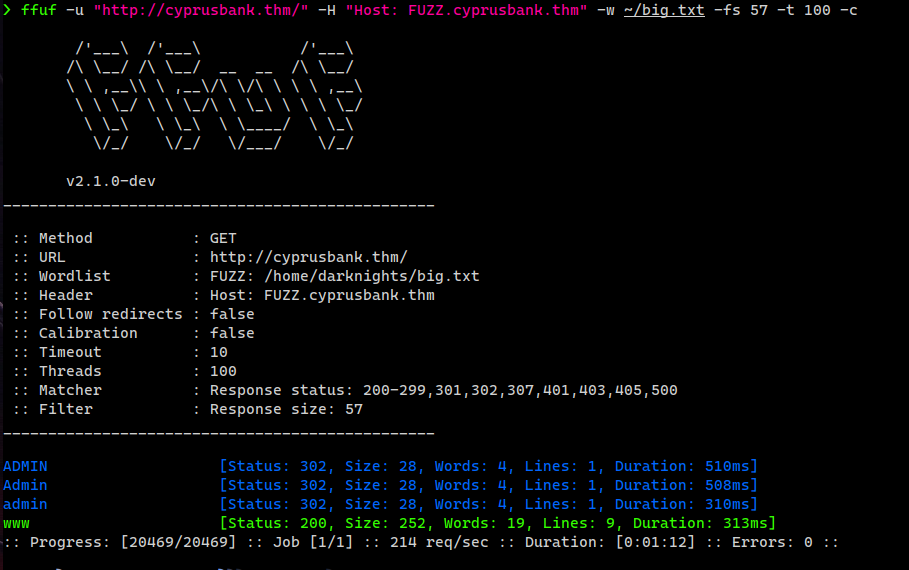 ❯ ffuf -u "http://cyprusbank.thm/" -H "Host: FUZZ.cyprusbank.thm" -w ~/big.txt -fs 57 -t 100 -c
        /'___\  /'___\           /'___\
       /\ \__/ /\ \__/  __  __  /\ \__/
       \ \ ,__\\ \ ,__\/\ \/\ \ \ \ ,__\
        \ \ \_/ \ \ \_/\ \ \_\ \ \ \ \_/
         \ \_\   \ \_\  \ \____/  \ \_\
          \/_/    \/_/   \/___/    \/_/
       v2.1.0-dev
________________________________________________
 :: Method           : GET
 :: URL              : http://cyprusbank.thm/
 :: Wordlist         : FUZZ: /home/darknights/big.txt
 :: Header           : Host: FUZZ.cyprusbank.thm
 :: Follow redirects : false
 :: Calibration      : false
 :: Timeout          : 10
 :: Threads          : 100
 :: Matcher          : Response status: 200-299,301,302,307,401,403,405,500
 :: Filter           : Response size: 57
________________________________________________
ADMIN                   [Status: 302, Size: 28, Words: 4, Lines: 1, Duration: 510ms]
Admin                   [Status: 302, Size: 28, Words: 4, Lines: 1, Duration: 508ms]
admin                   [Status: 302, Size: 28, Words: 4, Lines: 1, Duration: 310ms]
www                     [Status: 200, Size: 252, Words: 19, Lines: 9, Duration: 313ms]
:: Progress: [20469/20469] :: Job [1/1] :: 214 req/sec :: Duration: [0:01:12] :: Errors: 0 ::